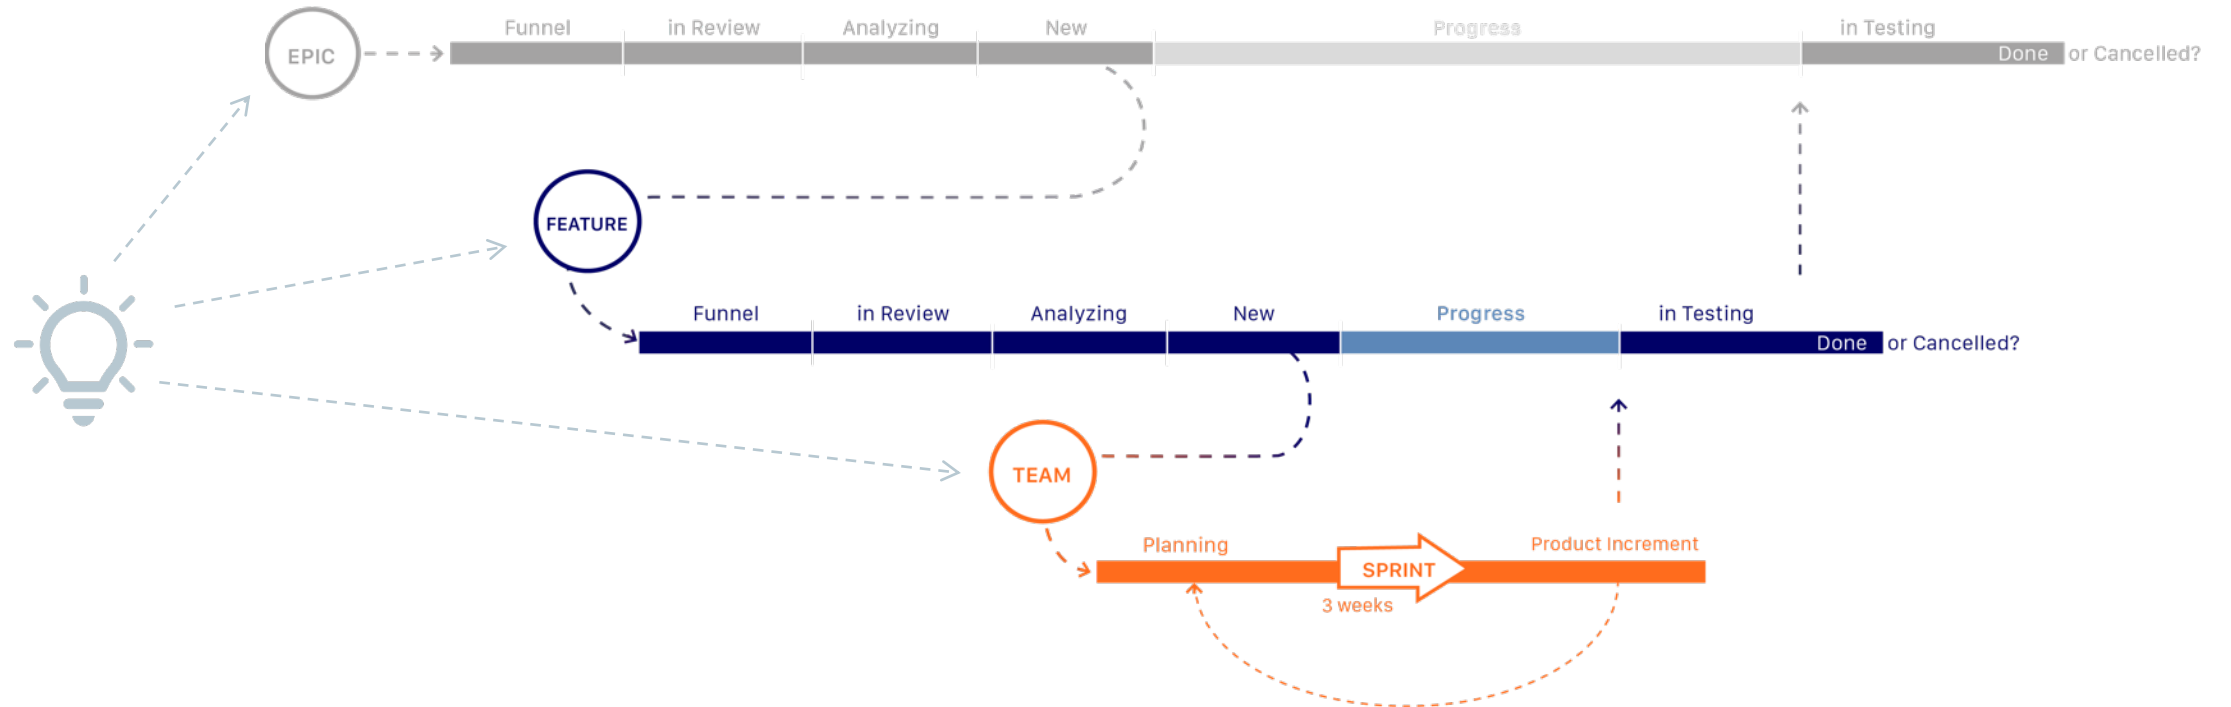 Funnel
in Review
Analyzing
New
Progress
in Testing
EPIC
Done or Cancelled?
FEATURE
Funnel
in Review
Analyzing
New
Progress
in Testing
Done or Cancelled?
TEAM
Planning
Product Increment
SPRINT
3 weeks